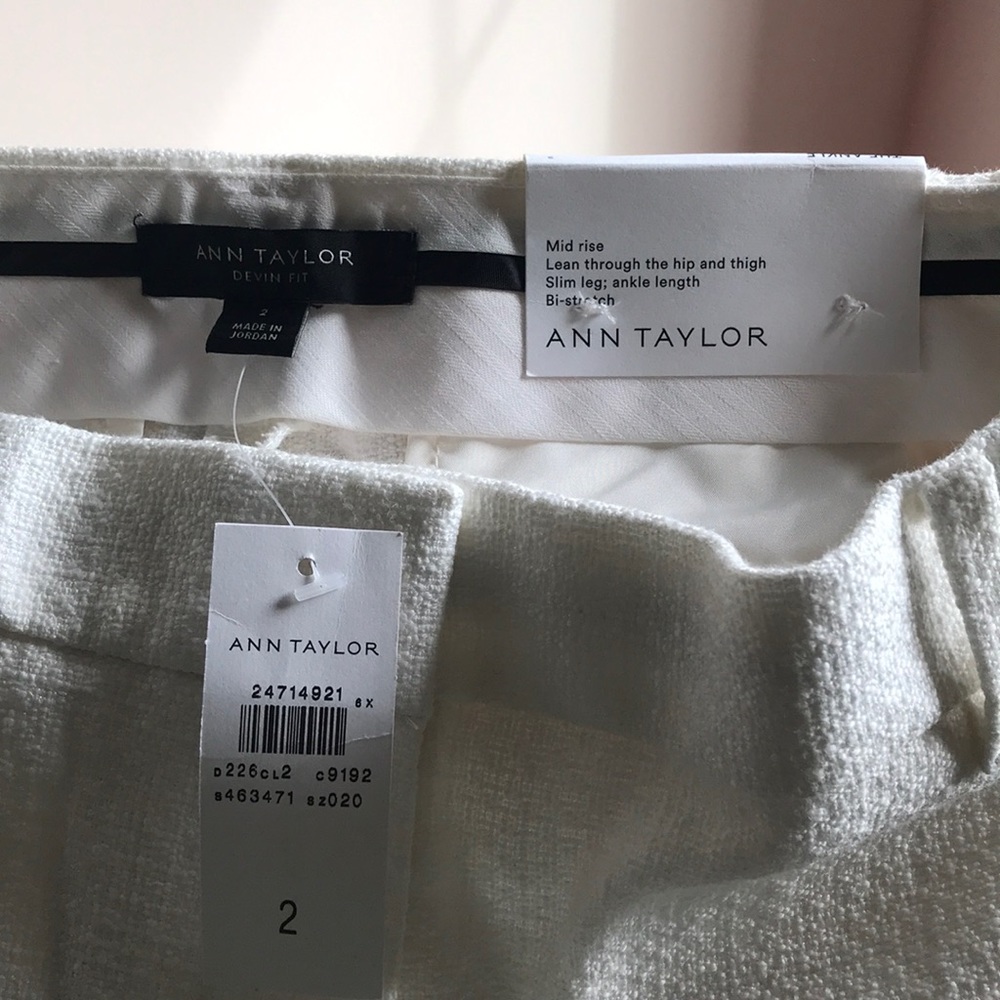 ANN TAYLOR
DEVIN FIT
2
MADE IN
JORDAN
Mid rise
Lean through the hip and thigh
Slim leg; ankle length
Bi-stretch
ANN TAYLOR
ANN TAYLOR
24714921 6X
D226CL2 C9192
S463471 SZ020
2